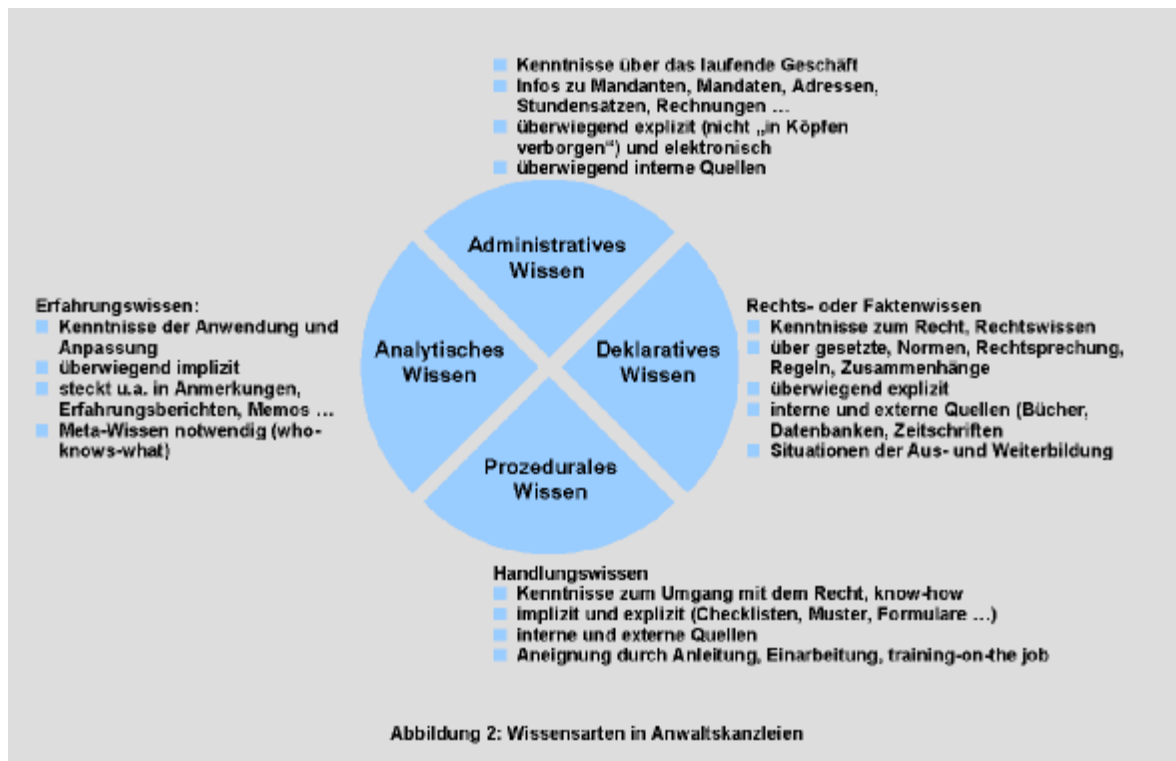 Kenntnisse über das laufende Geschäft
Infos zu Mandanten, Mandaten, Adressen,
Stundensätzen, Rechnungen ...
überwiegend explizit (nicht „in Köpfen
verborgen“) und elektronisch
überwiegend interne Quellen
Administratives
Wissen
Erfahrungswissen:
Kenntnisse der Anwendung und
Anpassung
überwiegend implizit
steckt u.a. in Anmerkungen,
Erfahrungsberichten, Memos ...
Meta-Wissen notwendig (who-
knows-what)
Analytisches
Wissen
Deklaratives
Wissen
Rechts- oder Faktenwissen
Kenntnisse zum Recht, Rechtswissen
über gesetzte, Normen, Rechtsprechung,
Regeln, Zusammenhänge
überwiegend explizit
interne und externe Quellen (Bücher,
Datenbanken, Zeitschriften
Situationen der Aus- und Weiterbildung
Prozedurales
Wissen
Handlungswissen
Kenntnisse zum Umgang mit dem Recht, know-how
implizit und explizit (Checklisten, Muster, Formulare ...)
interne und externe Quellen
Aneignung durch Anleitung, Einarbeitung, training-on-the job
Abbildung 2: Wissensarten in Anwaltskanzleien